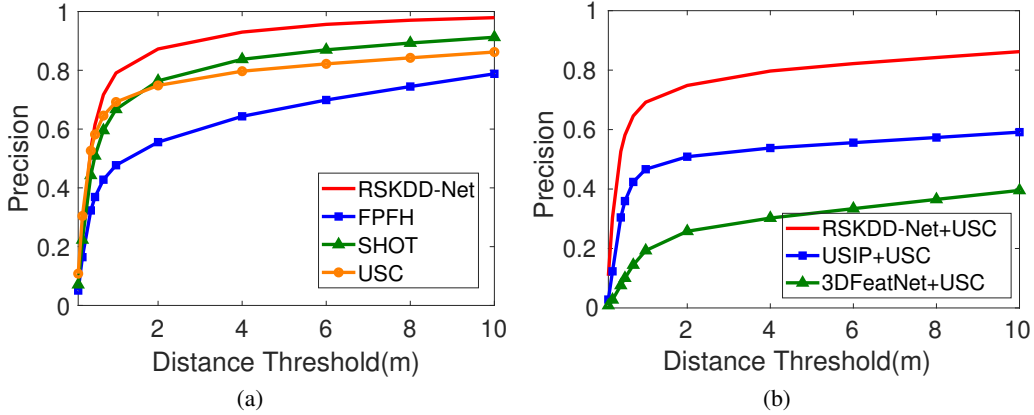 1
0.8
0.6
0.4
0.2
0
Precision
2
4
6
8
10
Distance Threshold(m)
RSKDD-Net
FPFH
SHOT
USC
(a)
1
0.8
0.6
0.4
0.2
0
Precision
2
4
6
8
10
Distance Threshold(m)
RSKDD-Net+USC
USIP+USC
3DFeatNet+USC
(b)